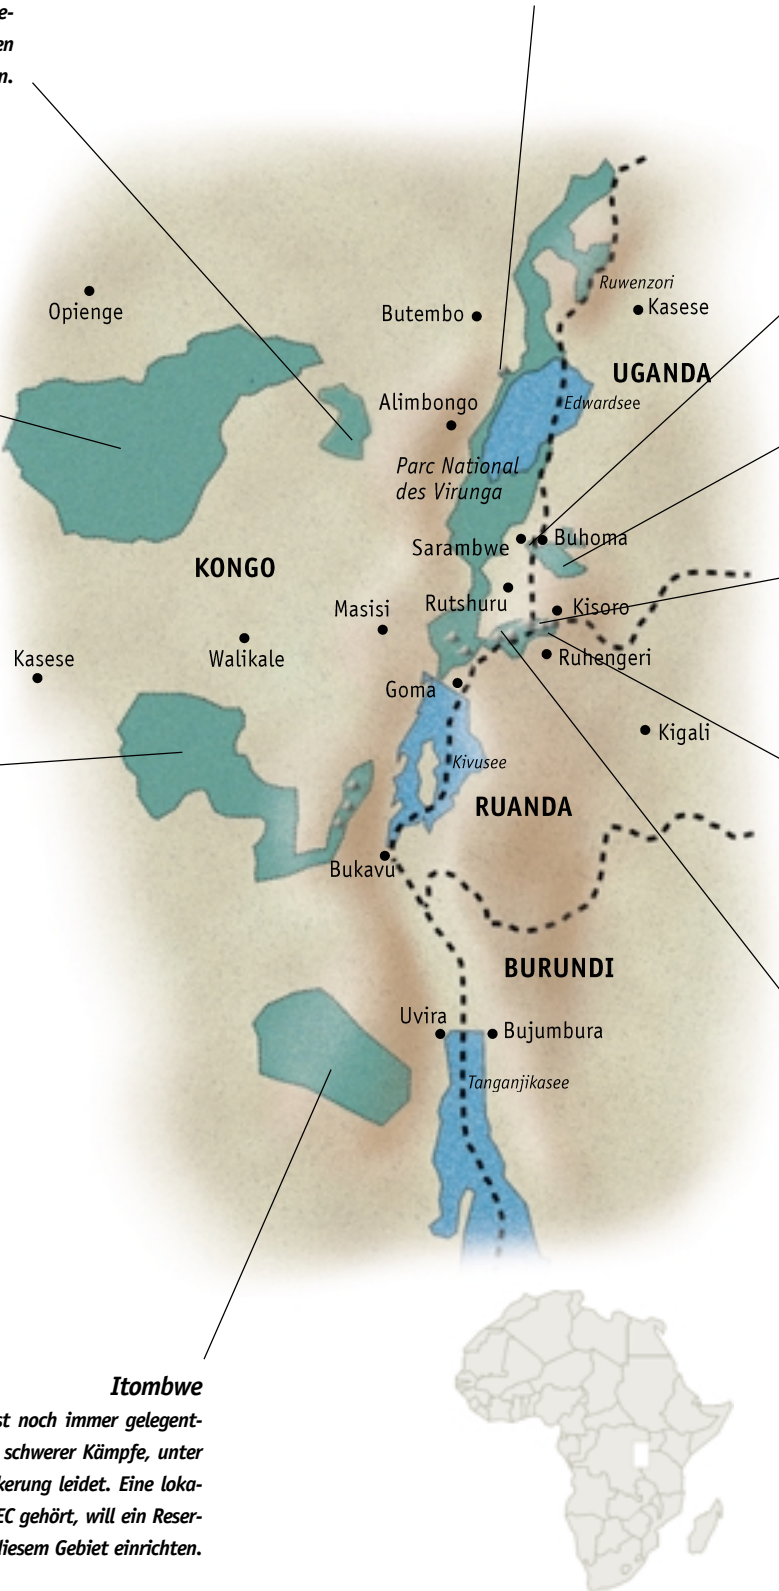 en
n.
Ruwenzori
Opienge
Butembo
Kasese
UGANDA
Alimbongo
Edwardsee
Parc National
des Virunga
Sarambwe
Buhoma
KONGO
Masisi
Rutshuru
Kisoro
Kasese
Walikale
Ruhengeri
Goma
Kigali
Kivusee
RUANDA
Bukavu
BURUNDI
Uvira
Bujumbura
Tanganjikasee
Itombwe
st noch immer gelegent-
schwerer Kämpfe, unter
kerung leidet. Eine loka-
EC gehört, will ein Reser-
diesem Gebiet einrichten.